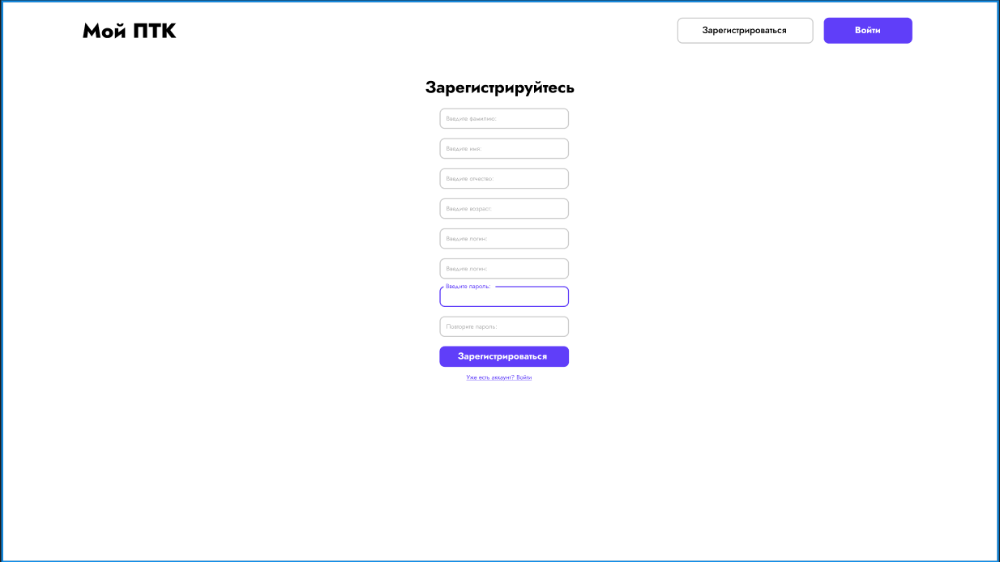 Мой ПТК
Зарегистрироваться
Войти
Зарегистрируйтесь
Введите фамилию:
Введите имя:
Введите отчество:
Введите возраст:
Введите логин:
Введите логин:
Введите пароль:
Повторите пароль:
Зарегистрироваться
Уже есть аккаунт? Войти